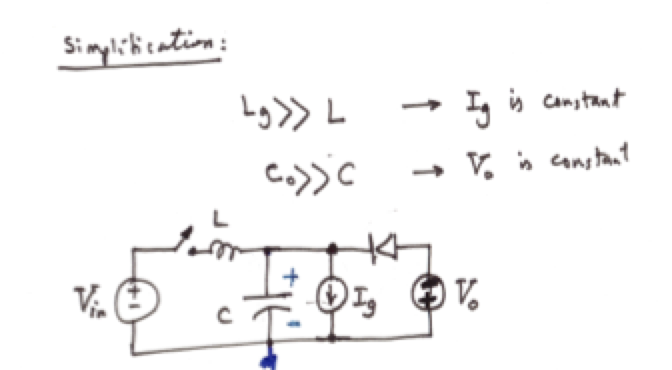 Simplification:
Lg >> L → Ig is constant
Co >> C → Vo is constant
L
Vin + - C + - Ig Vo